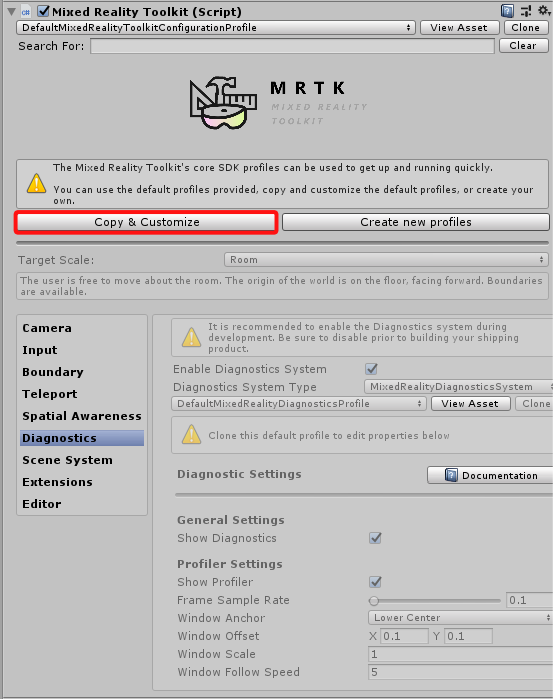 Mixed Reality Toolkit (Script)
DefaultMixedRealityToolkitConfigurationProfile View Asset Clone
Search For: Clear
MRTK
MIXED REALITY
TOOLKIT
The Mixed Reality Toolkit's core SDK profiles can be used to get up and running quickly.
You can use the default profiles provided, copy and customize the default profiles, or create your
own.
Copy & Customize Create new profiles
Target Scale: Room
The user is free to move about the room. The origin of the world is on the floor, facing forward. Boundaries
are available.
Camera
Input
Boundary
Teleport
Spatial Awareness
Diagnostics
Scene System
Extensions
Editor
It is recommended to enable the Diagnostics system during
development. Be sure to disable prior to building your shipping
product.
Enable Diagnostics System
Diagnostics System Type MixedRealityDiagnosticsSystem
DefaultMixedRealityDiagnosticsProfile View Asset Clone
Clone this default profile to edit properties below
Diagnostic Settings Documentation
General Settings
Show Diagnostics
Profiler Settings
Show Profiler
Frame Sample Rate 0.1
Window Anchor Lower Center
Window Offset X 0.1 Y 0.1
Window Scale 1
Window Follow Speed 5